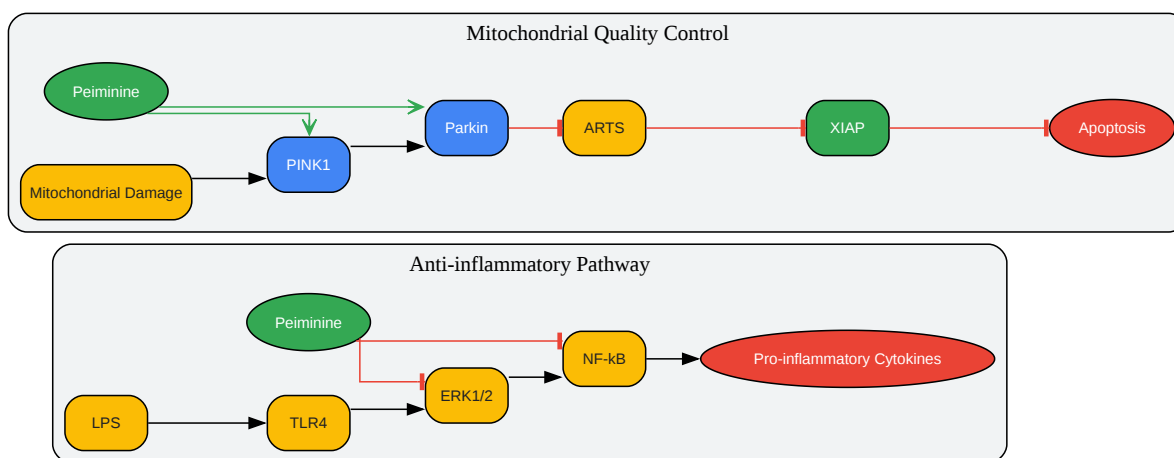 Mitochondrial Quality Control
Peiminine
Parkin
ARTS
XIAP
Apoptosis
PINK1
Mitochondrial Damage
Anti-inflammatory Pathway
Peiminine
NF-kB
Pro-inflammatory Cytokines
ERK1/2
LPS
TLR4